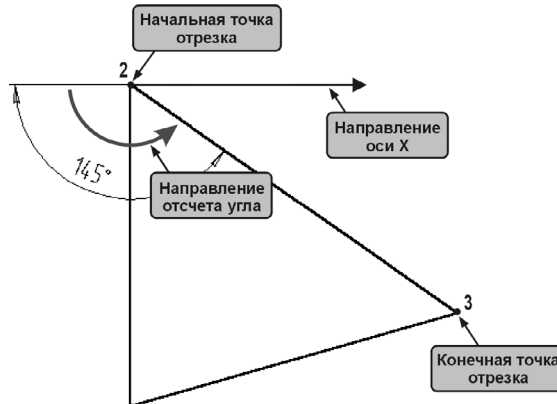 Начальная точка
отрезка
2
Направление
оси X
145°
Направление
отсчета угла
3
Конечная точка
отрезка